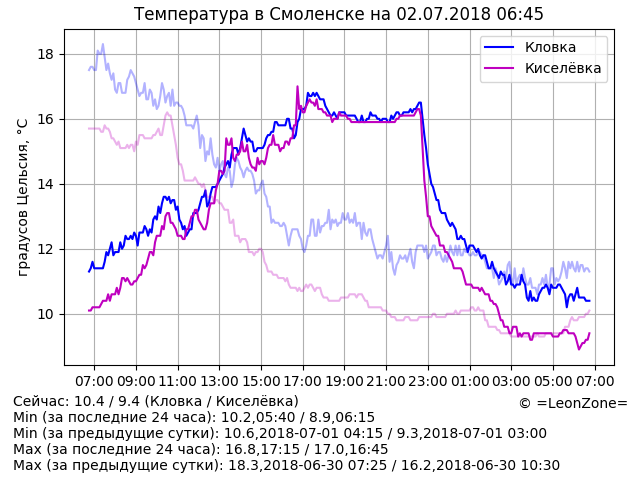 Температура в Смоленске на 02.07.2018 06:45
Кловка
Киселёвка
градусов Цельсия, °C
18
16
14
12
10
07:00 09:00 11:00 13:00 15:00 17:00 19:00 21:00 23:00 01:00 03:00 05:00 07:00
Сейчас: 10.4 / 9.4 (Кловка / Киселёвка)
© =LeonZone=
Min (за последние 24 часа): 10.2,05:40 / 8.9,06:15
Min (за предыдущие сутки): 10.6,2018-07-01 04:15 / 9.3,2018-07-01 03:00
Max (за последние 24 часа): 16.8,17:15 / 17.0,16:45
Max (за предыдущие сутки): 18.3,2018-06-30 07:25 / 16.2,2018-06-30 10:30